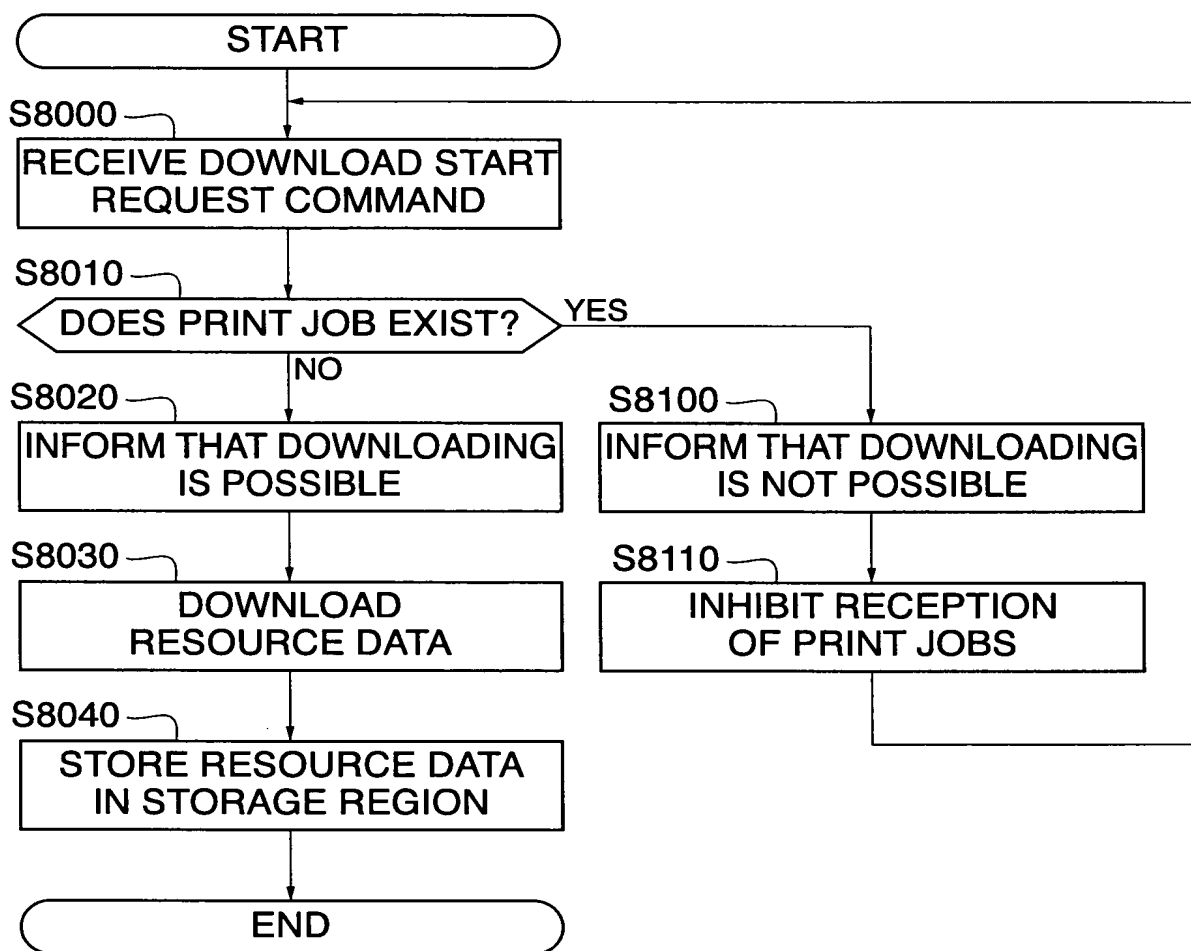 START
S8000
RECEIVE DOWNLOAD START
REQUEST COMMAND
S8010
DOES PRINT JOB EXIST?
YES
NO
S8020
INFORM THAT DOWNLOADING
IS POSSIBLE
S8030
DOWNLOAD
RESOURCE DATA
S8040
STORE RESOURCE DATA
IN STORAGE REGION
END
S8100
INFORM THAT DOWNLOADING
IS NOT POSSIBLE
S8110
INHIBIT RECEPTION
OF PRINT JOBS